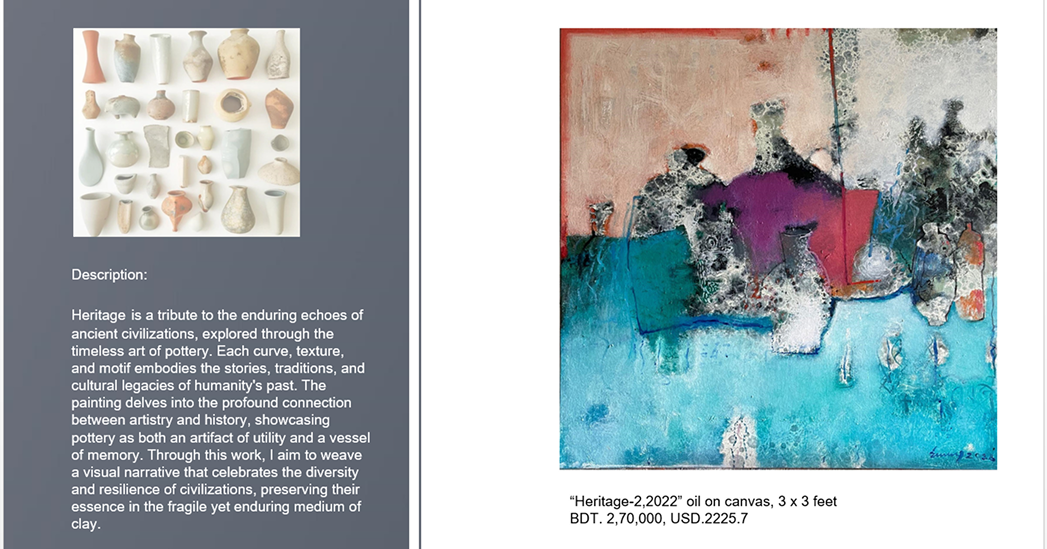 Description:
Heritage is a tribute to the enduring echoes of
ancient civilizations, explored through the
timeless art of pottery. Each curve, texture,
and motif embodies the stories, traditions, and
cultural legacies of humanity's past. The
painting delves into the profound connection
between artistry and history, showcasing
pottery as both an artifact of utility and a vessel
of memory. Through this work, I aim to weave
a visual narrative that celebrates the diversity
and resilience of civilizations, preserving their
essence in the fragile yet enduring medium of
clay.
“Heritage-2,2022” oil on canvas, 3 x 3 feet
BDT. 2,70,000, USD.2225.7